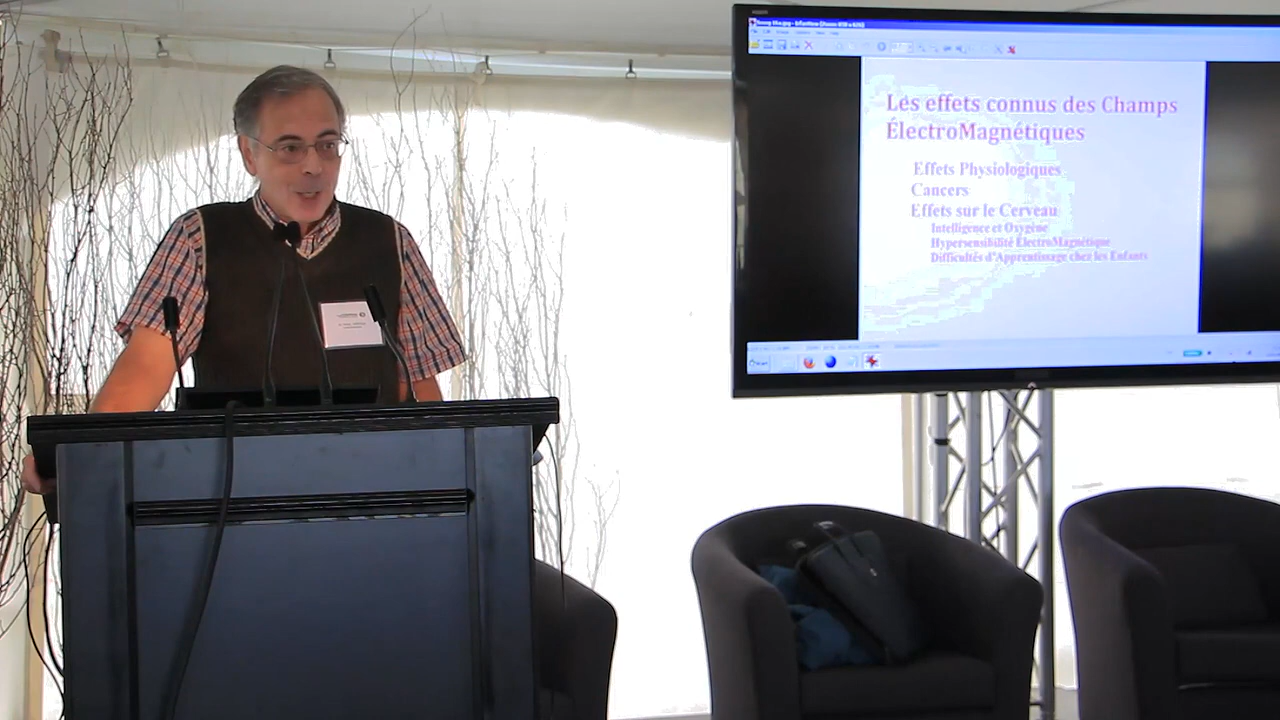 Les effets connus des Champs
ÉlectroMagnétiques
Effets Physiologiques
Cancers
Effets sur le Cerveau
Intelligence et Oxygène
Hypersensibilité ÉlectroMagnétique
Difficultés d'Apprentissage chez les Enfants